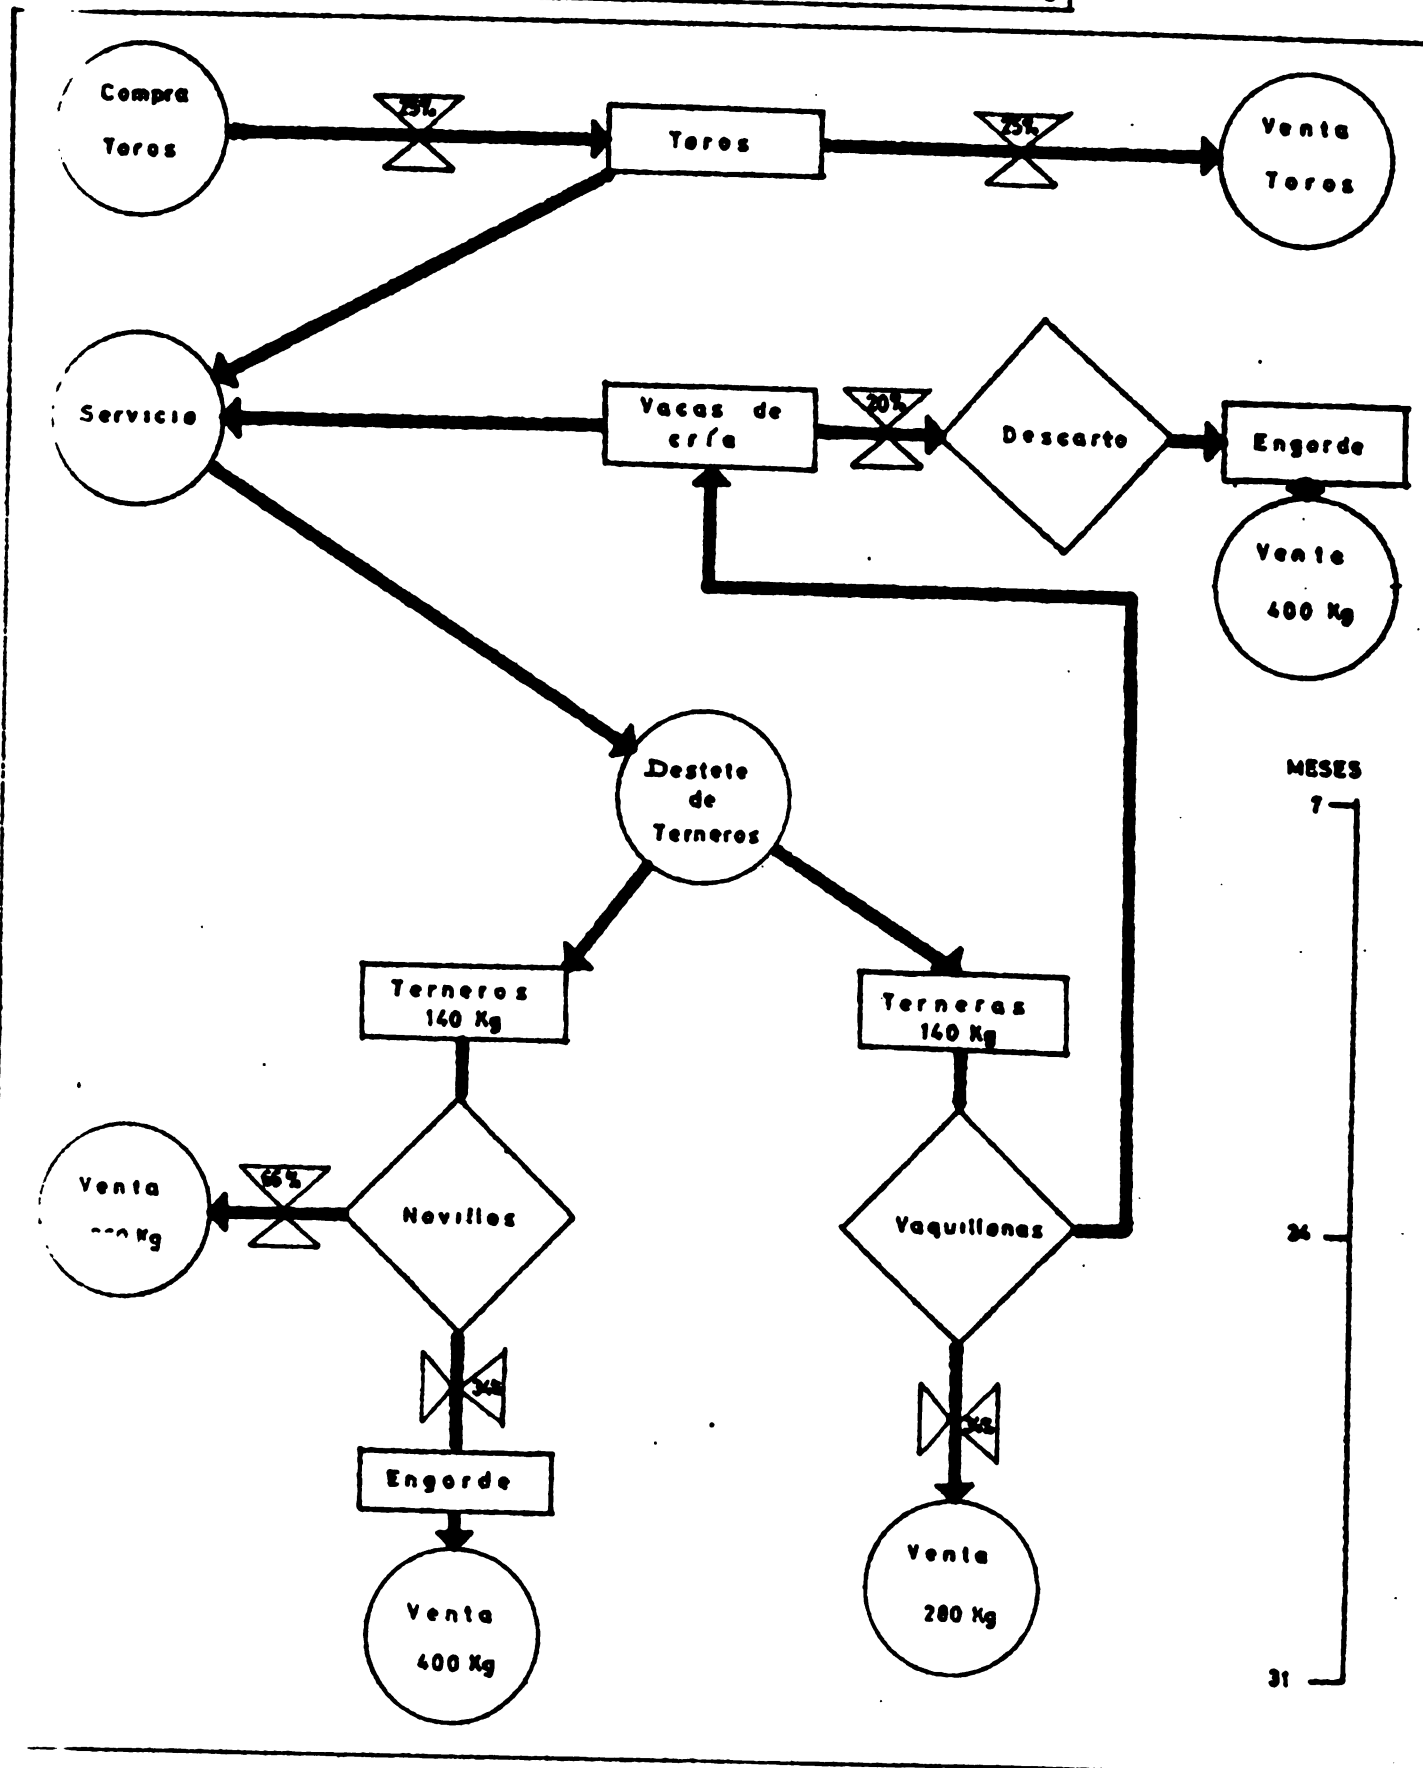 Compra
Toros
25%
Toros
25%
Venta
Toros
Servicio
Vacas de
cría
20%
Descarte
Engorde
Venta
400 Kg
Destete
de
Terneros
MESES
7
Terneros
140 Kg
Terneras
140 Kg
Venta
Kg
66%
Novillos
Vaquillonas
24
34%
34%
Engorde
Venta
400 Kg
Venta
280 Kg
31